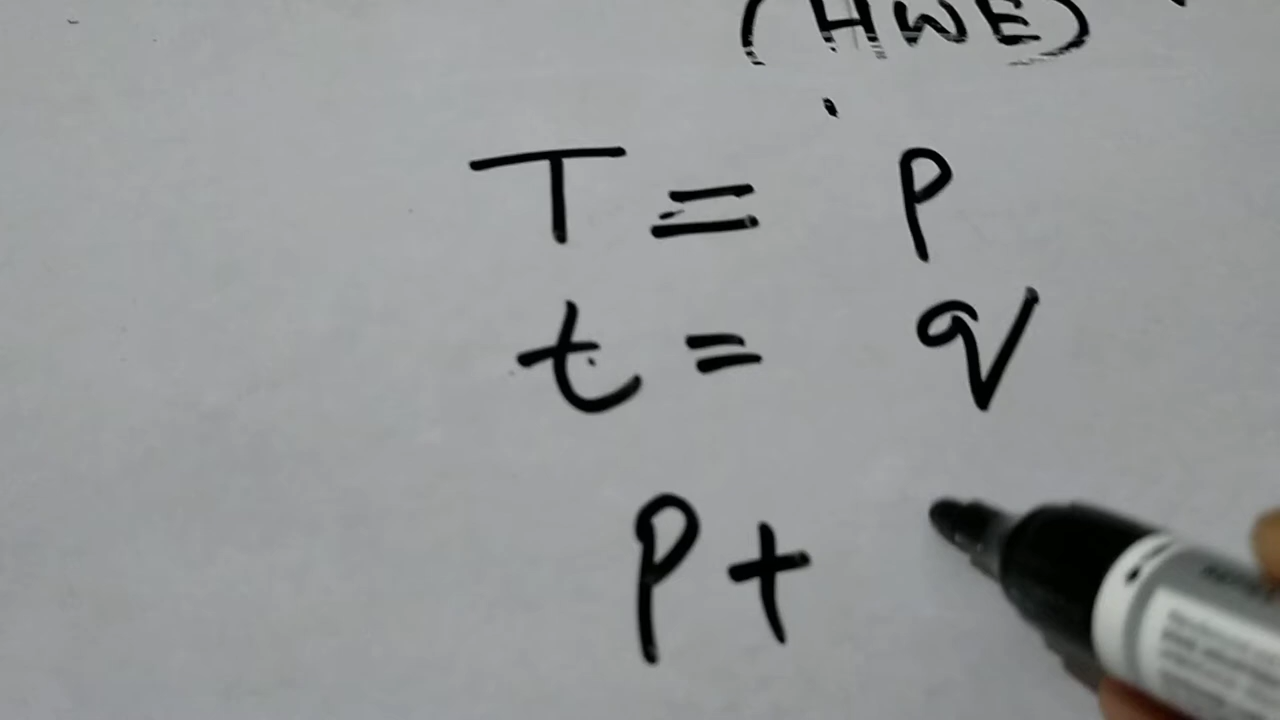 (HWE)
T = p
t = q
p +